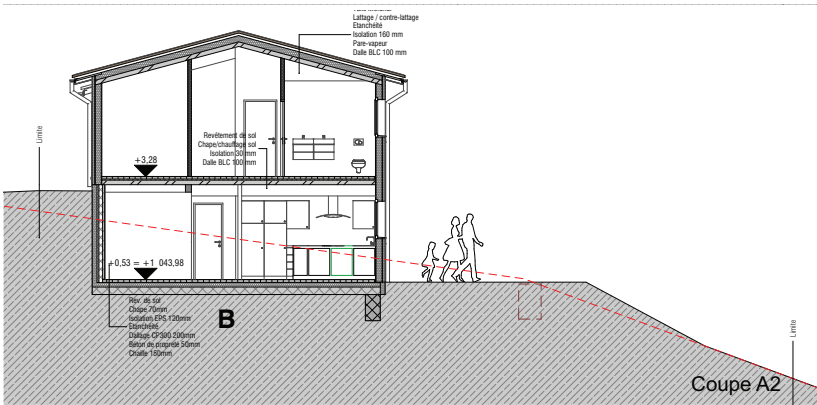 Lattage / contre-lattage
Etanchéité
Isolation 160 mm
Pare-vapeur
Dalle BLC 100 mm
Limite
Revêtement de sol
Chape/chauffage sol
Isolation 30 mm
Dalle BLC 100 mm
+3,28
+0,53 = +1 043,98
Rev. de sol
Chape 70mm
Isolation EPS 120mm
Etanchéité
Dallage CP300 200mm
Béton de propreté 50mm
Chaille 150mm
B
Limite
Coupe A2